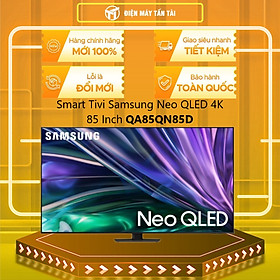 ĐIỆN MÁY TẤN TÀI
Hàng chính hãng
MỚI 100%
Giao siêu nhanh
TIẾT KIỆM
Lỗi là
ĐỔI MỚI
Bảo hành
TOÀN QUỐC
Smart Tivi Samsung Neo QLED 4K
85 Inch QA85QN85D
SAMSUNG
Neo QLED